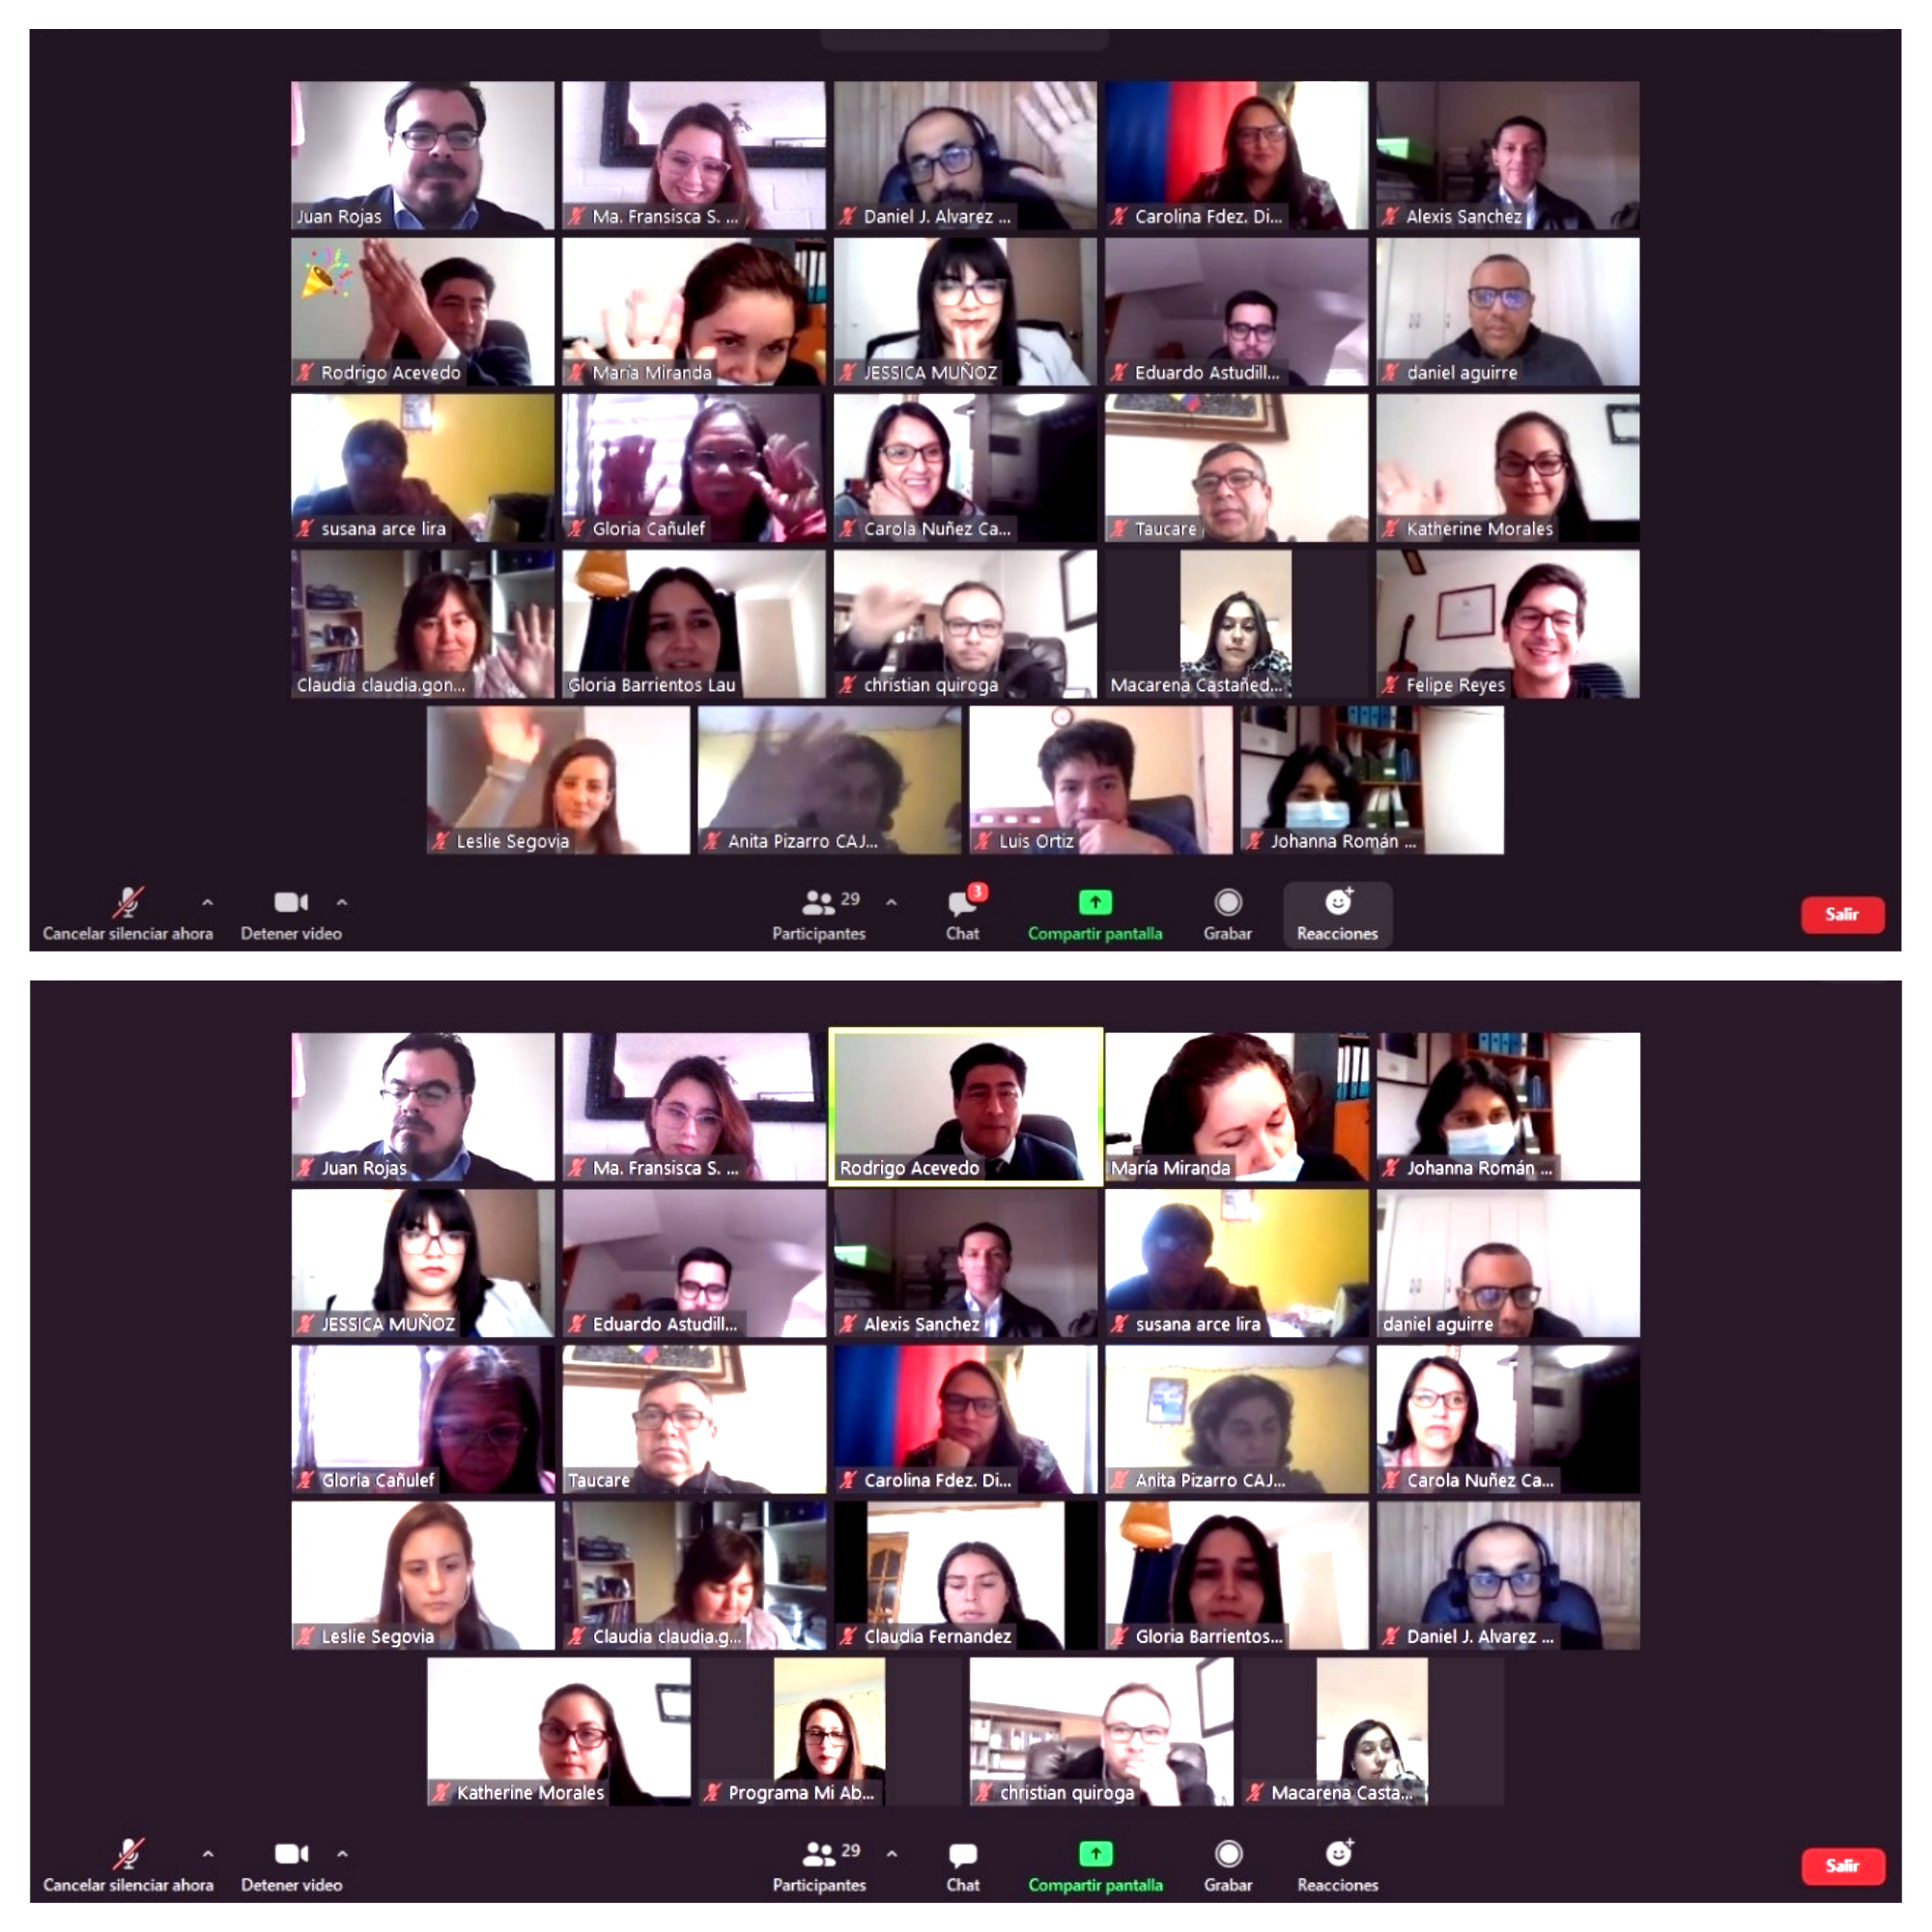 Juan Rojas
Ma. Fransisca S. ...
Daniel J. Alvarez ...
Carolina Fdez. Di...
Alexis Sanchez
Rodrigo Acevedo
María Miranda
JESSICA MUÑOZ
Eduardo Astudill...
daniel aguirre
susana arce lira
Gloria Cañulef
Carola Nuñez Ca...
Taucare
Katherine Morales
Claudia claudia.gon...
Gloria Barrientos Lau
christian quiroga
Macarena Castañed...
Felipe Reyes
Leslie Segovia
Anita Pizarro CAJ...
Luis Ortiz
Johanna Román ...
Cancelar silenciar ahora
Detener video
29
Participantes
3
Chat
Compartir pantalla
Grabar
Reacciones
Salir
Juan Rojas
Ma. Fransisca S. ...
Rodrigo Acevedo
María Miranda
Johanna Román ...
JESSICA MUÑOZ
Eduardo Astudill...
Alexis Sanchez
susana arce lira
daniel aguirre
Gloria Cañulef
Taucare
Carolina Fdez. Di...
Anita Pizarro CAJ...
Carola Nuñez Ca...
Leslie Segovia
Claudia claudia.g...
Claudia Fernandez
Gloria Barrientos...
Daniel J. Alvarez ...
Katherine Morales
Programa Mi Ab...
christian quiroga
Macarena Casta...
Cancelar silenciar ahora
Detener video
29
Participantes
Chat
Compartir pantalla
Grabar
Reacciones
Salir